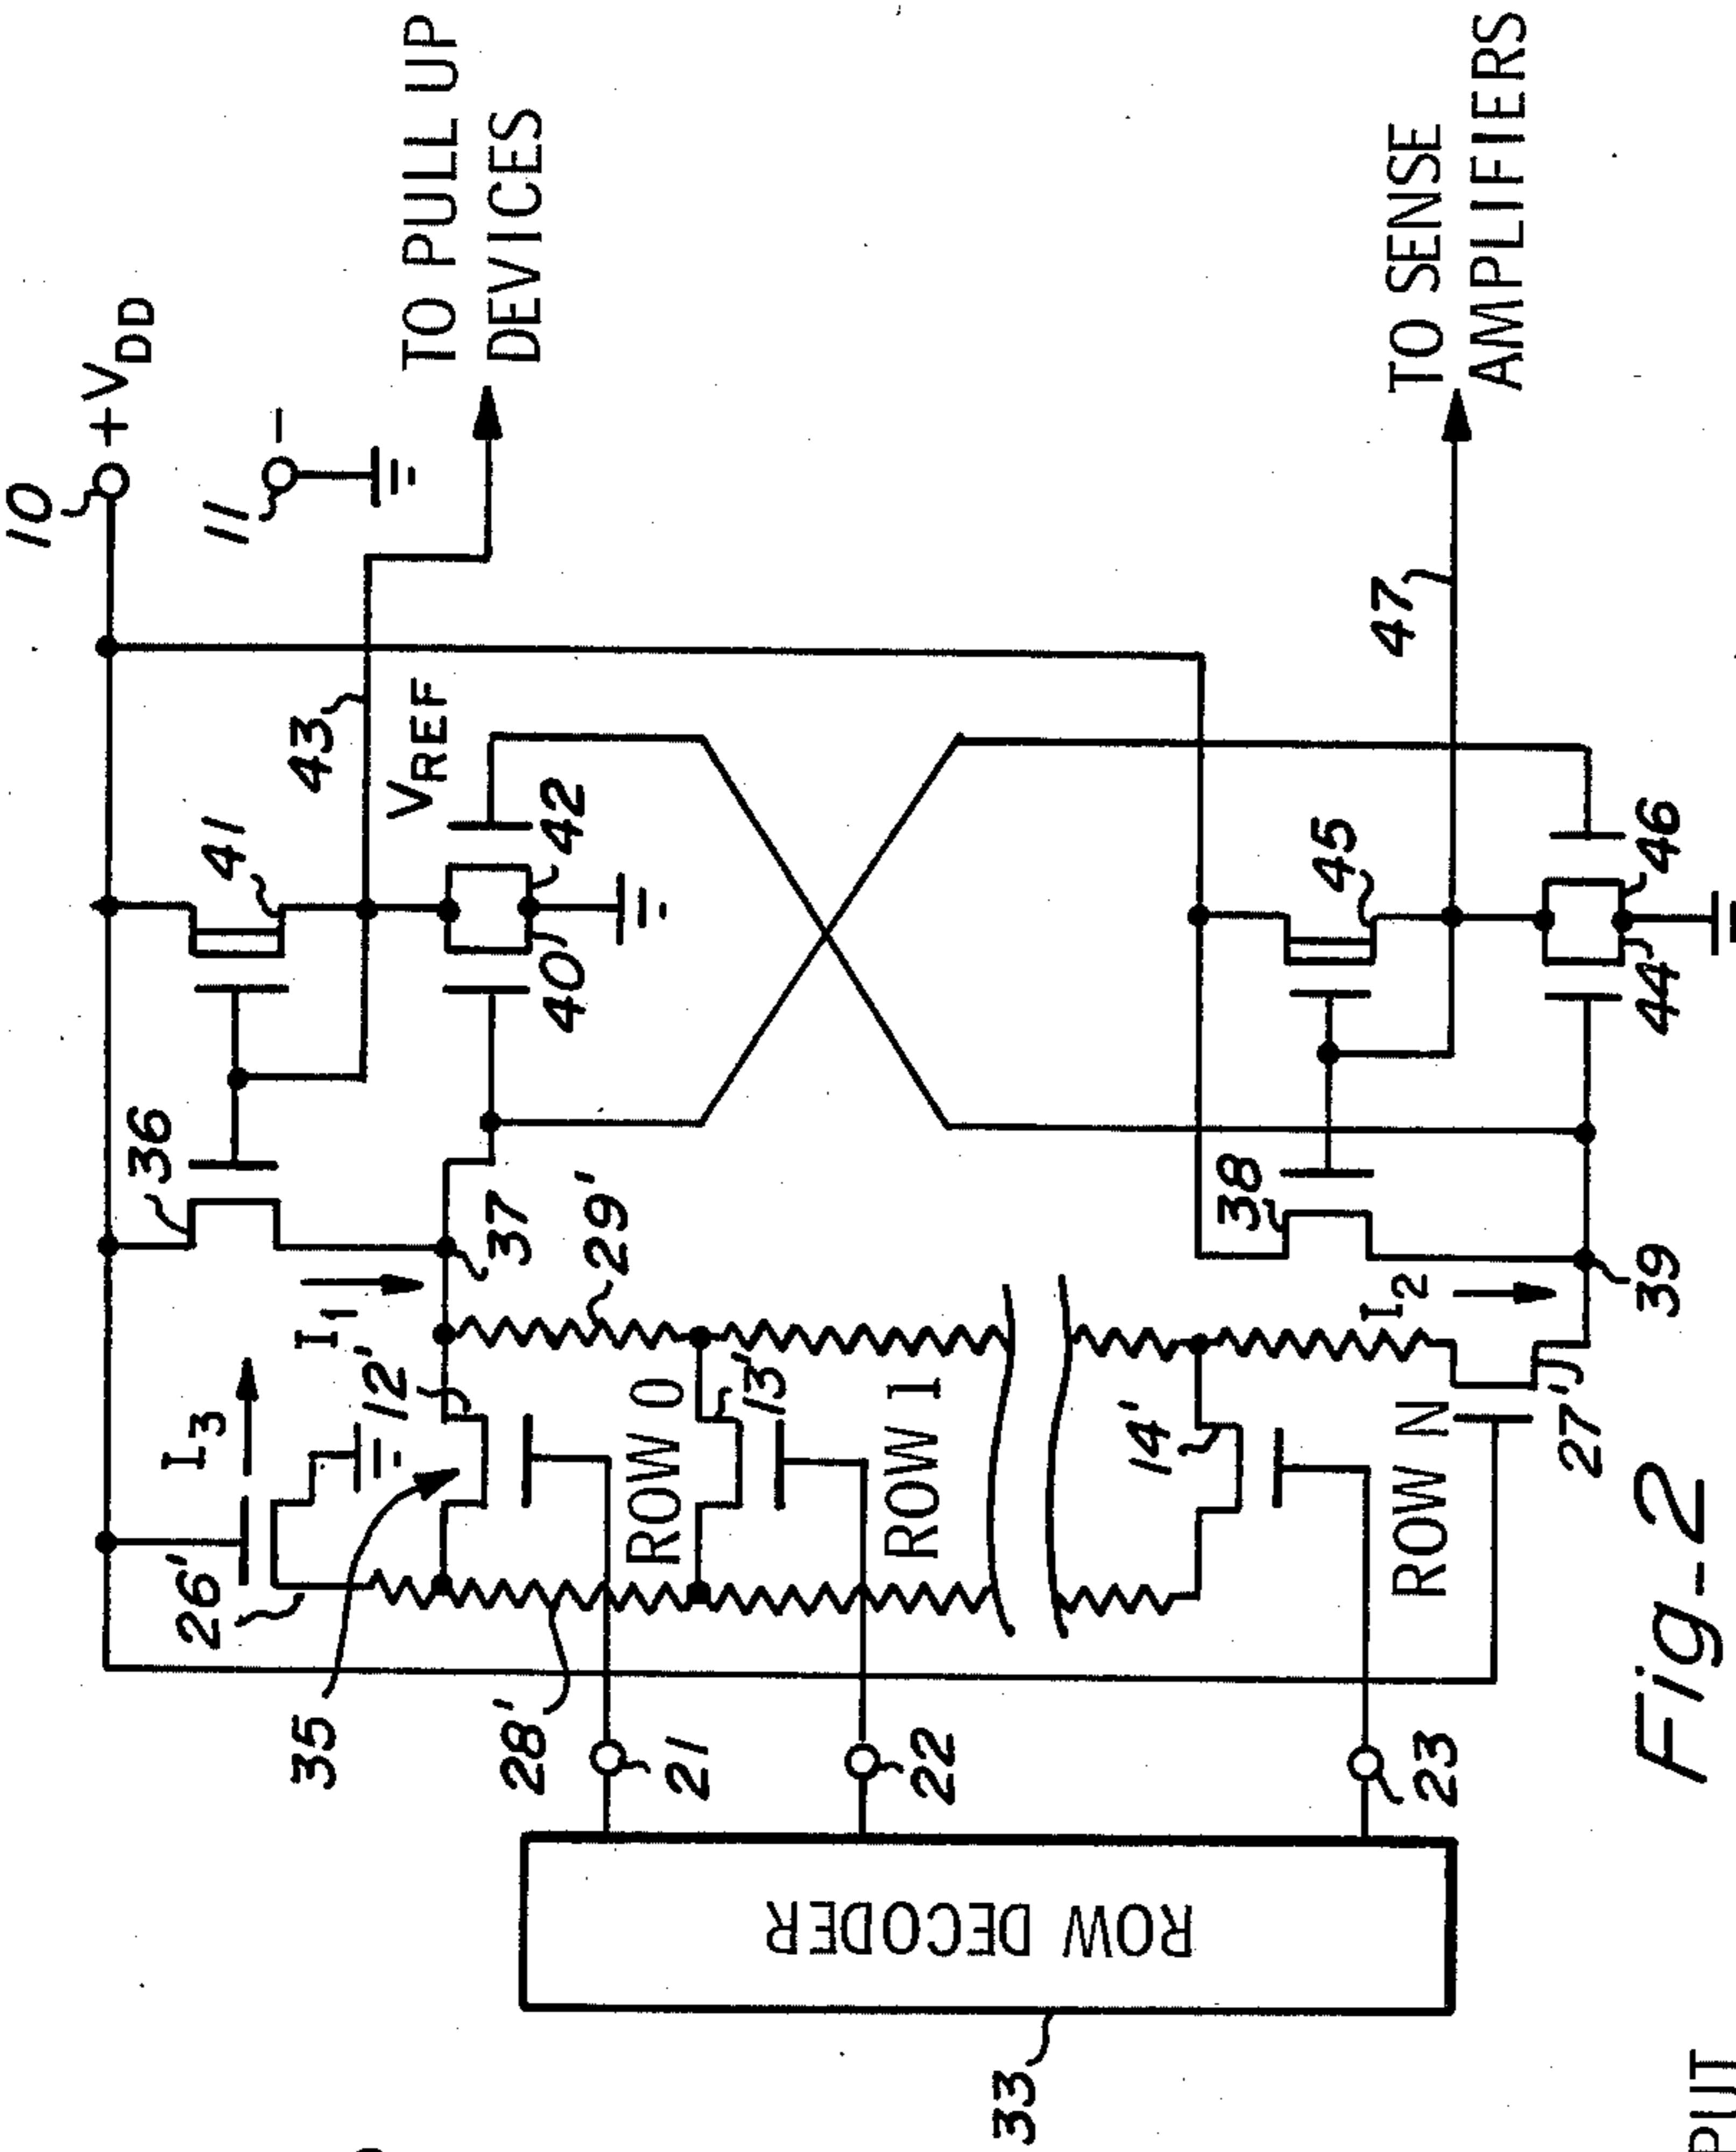 10
+VDD
11
−
TO PULL UP
DEVICES
43
VREF
41
36
42
40
37
29'
I1
I3
12'
26'
35
ROW 0
13'
28'
21
ROW 1
22
14'
ROW N
23
27'
I2
39
38
45
44
46
47
TO SENSE
AMPLIFIERS
ROW DECODER
33
Fig-2
PUT